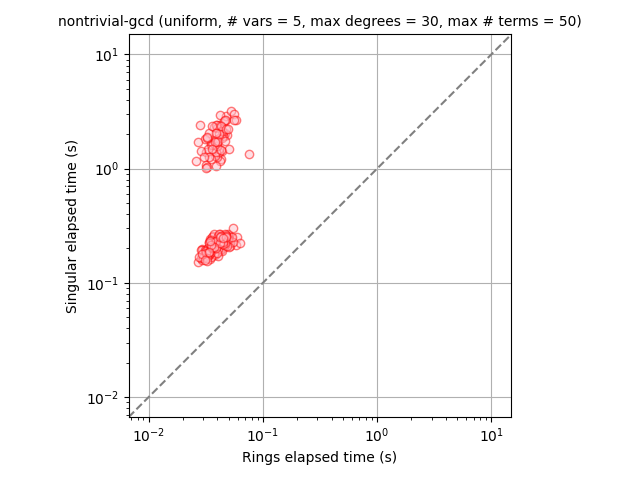 nontrivial-gcd (uniform, # vars = 5, max degrees = 30, max # terms = 50)
10¹
10⁰
10⁻¹
10⁻²
Singular elapsed time (s)
10⁻²
10⁻¹
10⁰
10¹
Rings elapsed time (s)